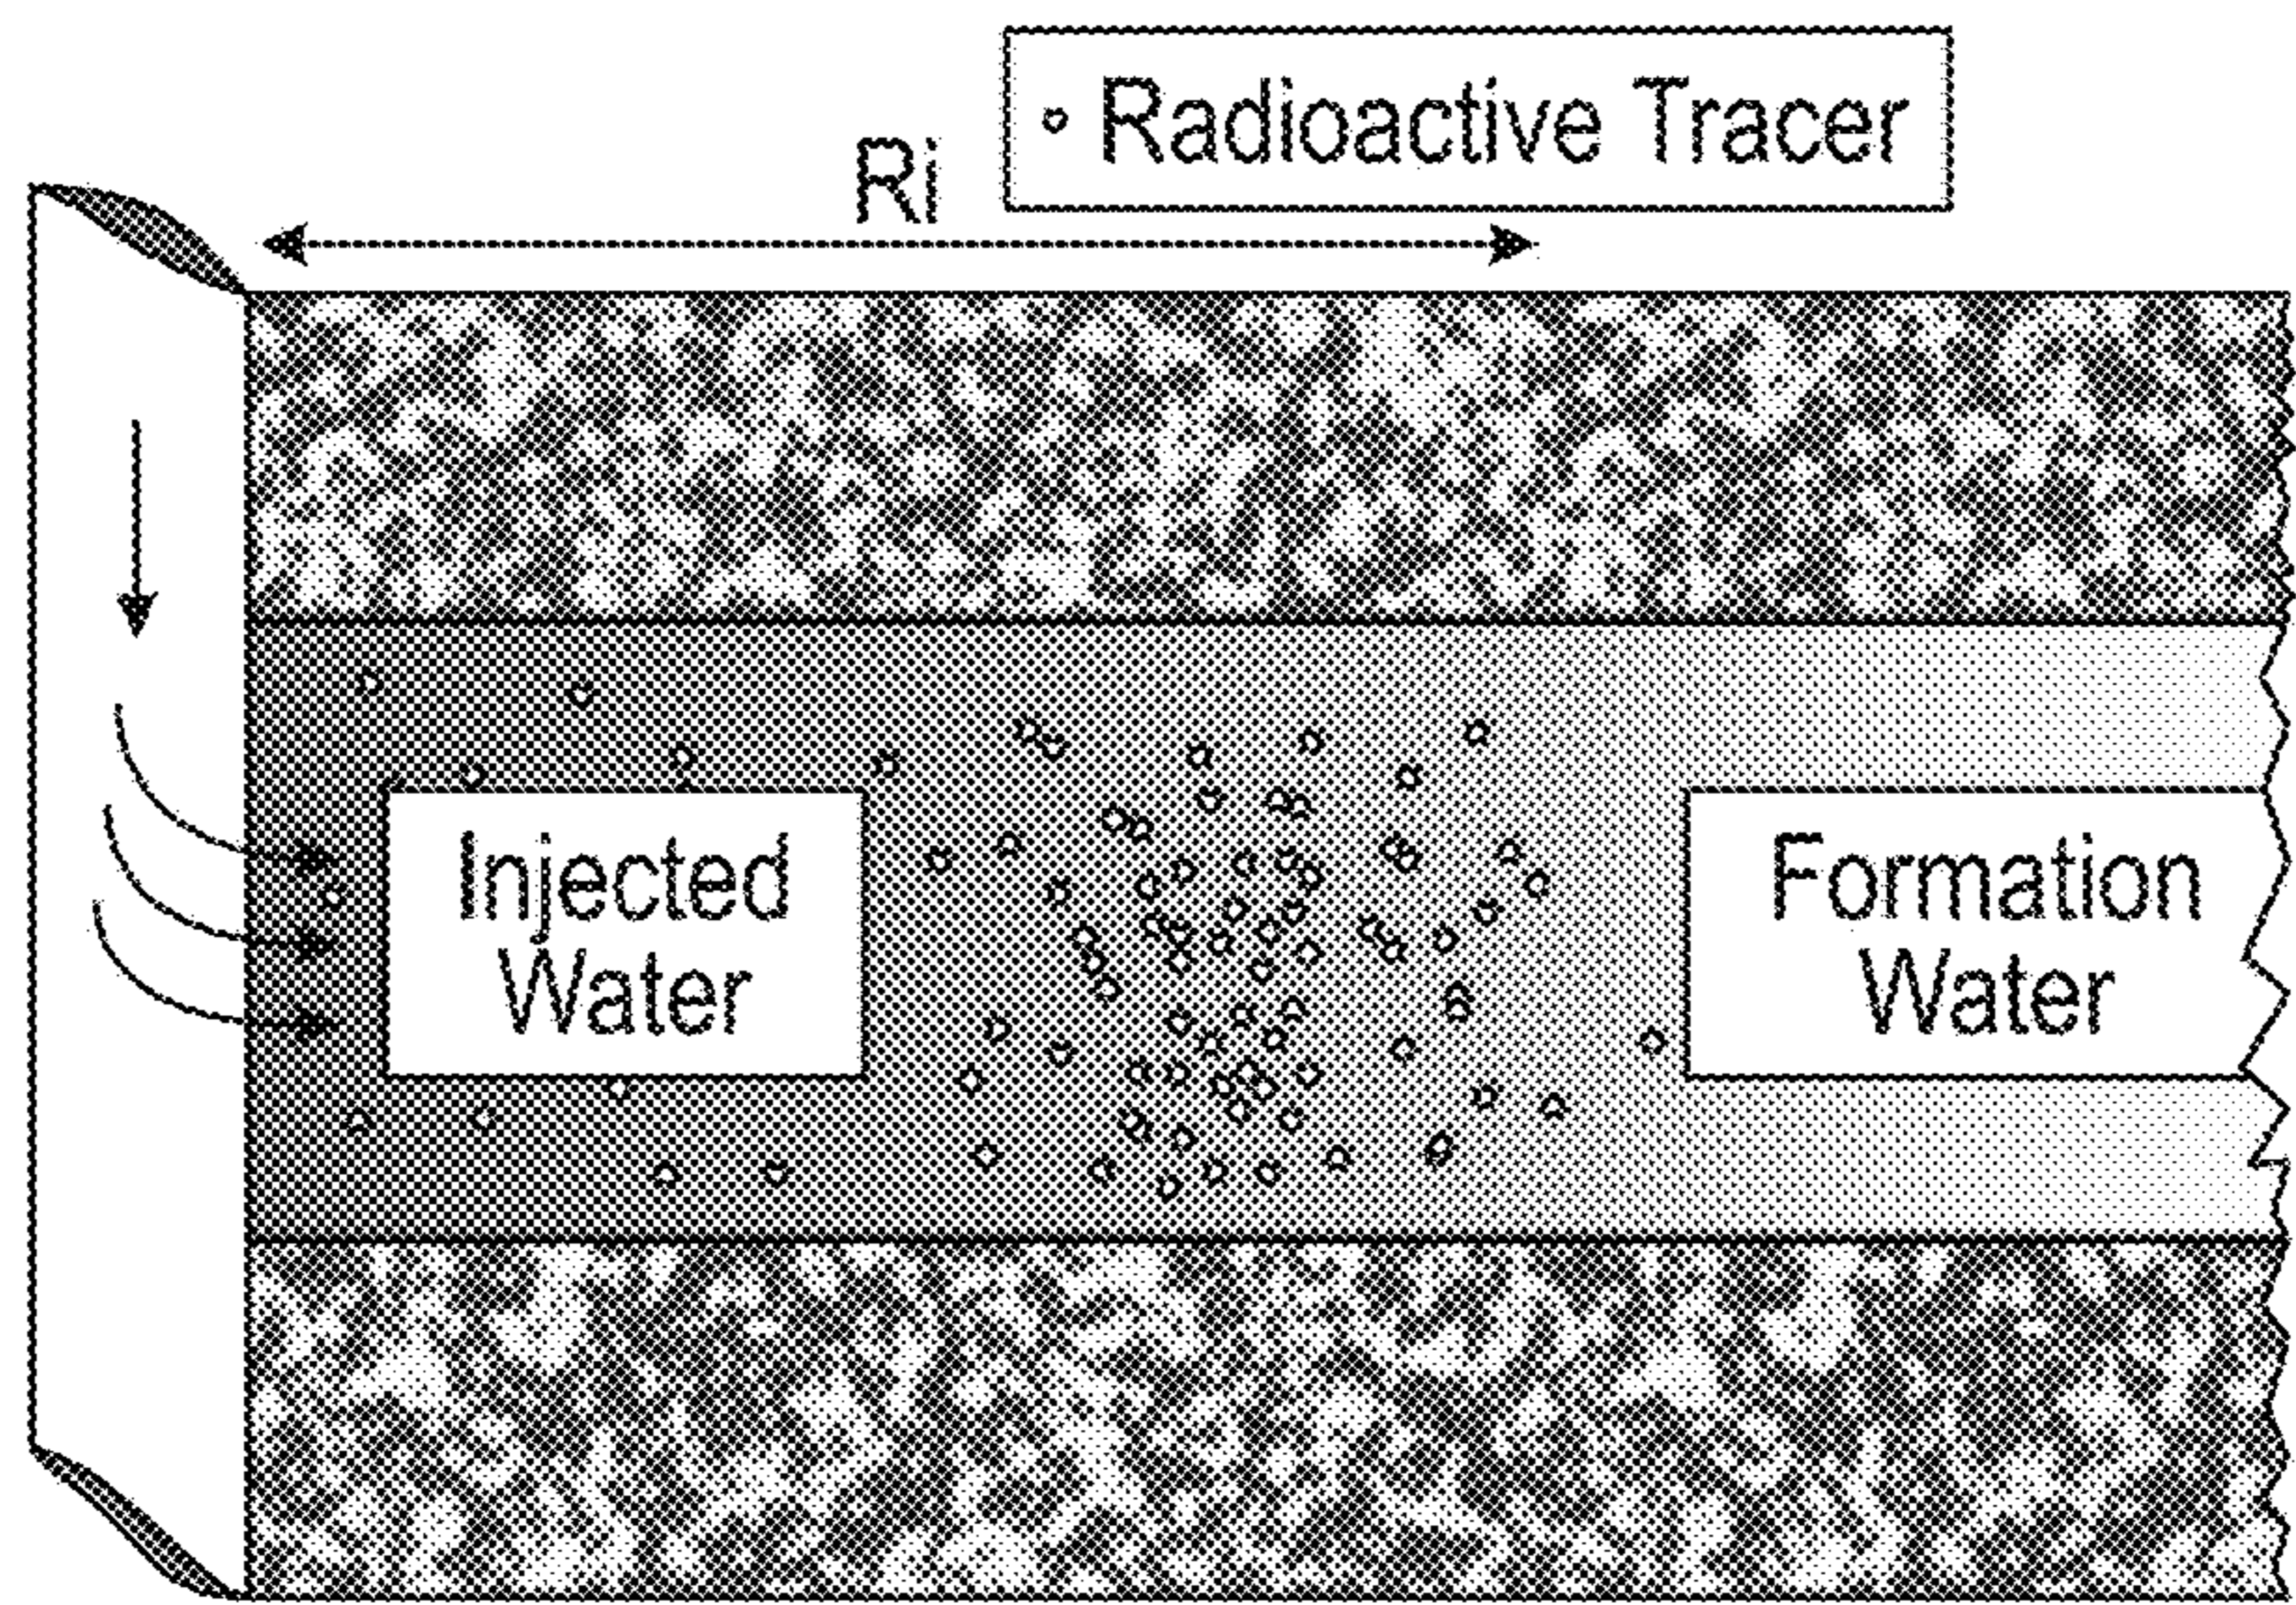 Radioactive Tracer
Ri
Injected
Water
Formation
Water